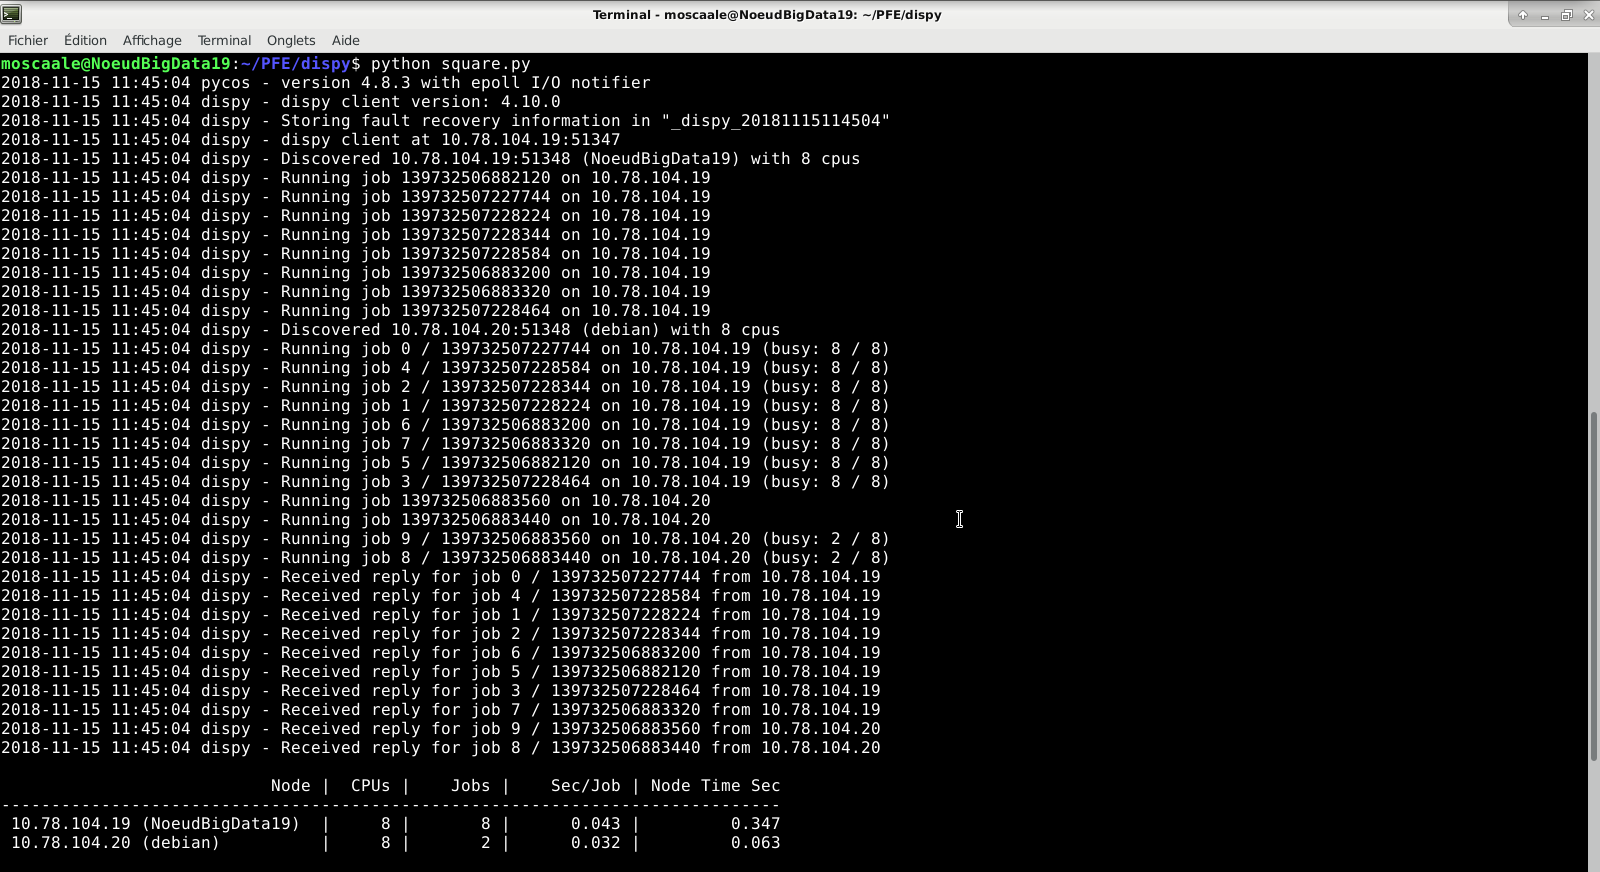 Terminal - moscaale@NoeudBigData19: ~/PFE/dispy
Fichier Édition Affichage Terminal Onglets Aide
moscaale@NoeudBigData19:~/PFE/dispy$ python square.py
2018-11-15 11:45:04 pycos - version 4.8.3 with epoll I/O notifier
2018-11-15 11:45:04 dispy - dispy client version: 4.10.0
2018-11-15 11:45:04 dispy - Storing fault recovery information in "_dispy_20181115114504"
2018-11-15 11:45:04 dispy - dispy client at 10.78.104.19:51347
2018-11-15 11:45:04 dispy - Discovered 10.78.104.19:51348 (NoeudBigData19) with 8 cpus
2018-11-15 11:45:04 dispy - Running job 139732506882120 on 10.78.104.19
2018-11-15 11:45:04 dispy - Running job 139732507227744 on 10.78.104.19
2018-11-15 11:45:04 dispy - Running job 139732507228224 on 10.78.104.19
2018-11-15 11:45:04 dispy - Running job 139732507228344 on 10.78.104.19
2018-11-15 11:45:04 dispy - Running job 139732507228584 on 10.78.104.19
2018-11-15 11:45:04 dispy - Running job 139732506883200 on 10.78.104.19
2018-11-15 11:45:04 dispy - Running job 139732506883320 on 10.78.104.19
2018-11-15 11:45:04 dispy - Running job 139732507228464 on 10.78.104.19
2018-11-15 11:45:04 dispy - Discovered 10.78.104.20:51348 (debian) with 8 cpus
2018-11-15 11:45:04 dispy - Running job 0 / 139732507227744 on 10.78.104.19 (busy: 8 / 8)
2018-11-15 11:45:04 dispy - Running job 4 / 139732507228584 on 10.78.104.19 (busy: 8 / 8)
2018-11-15 11:45:04 dispy - Running job 2 / 139732507228344 on 10.78.104.19 (busy: 8 / 8)
2018-11-15 11:45:04 dispy - Running job 1 / 139732507228224 on 10.78.104.19 (busy: 8 / 8)
2018-11-15 11:45:04 dispy - Running job 6 / 139732506883200 on 10.78.104.19 (busy: 8 / 8)
2018-11-15 11:45:04 dispy - Running job 7 / 139732506883320 on 10.78.104.19 (busy: 8 / 8)
2018-11-15 11:45:04 dispy - Running job 5 / 139732506882120 on 10.78.104.19 (busy: 8 / 8)
2018-11-15 11:45:04 dispy - Running job 3 / 139732507228464 on 10.78.104.19 (busy: 8 / 8)
2018-11-15 11:45:04 dispy - Running job 139732506883560 on 10.78.104.20
2018-11-15 11:45:04 dispy - Running job 139732506883440 on 10.78.104.20
2018-11-15 11:45:04 dispy - Running job 9 / 139732506883560 on 10.78.104.20 (busy: 2 / 8)
2018-11-15 11:45:04 dispy - Running job 8 / 139732506883440 on 10.78.104.20 (busy: 2 / 8)
2018-11-15 11:45:04 dispy - Received reply for job 0 / 139732507227744 from 10.78.104.19
2018-11-15 11:45:04 dispy - Received reply for job 4 / 139732507228584 from 10.78.104.19
2018-11-15 11:45:04 dispy - Received reply for job 1 / 139732507228224 from 10.78.104.19
2018-11-15 11:45:04 dispy - Received reply for job 2 / 139732507228344 from 10.78.104.19
2018-11-15 11:45:04 dispy - Received reply for job 6 / 139732506883200 from 10.78.104.19
2018-11-15 11:45:04 dispy - Received reply for job 5 / 139732506882120 from 10.78.104.19
2018-11-15 11:45:04 dispy - Received reply for job 3 / 139732507228464 from 10.78.104.19
2018-11-15 11:45:04 dispy - Received reply for job 7 / 139732506883320 from 10.78.104.19
2018-11-15 11:45:04 dispy - Received reply for job 9 / 139732506883560 from 10.78.104.20
2018-11-15 11:45:04 dispy - Received reply for job 8 / 139732506883440 from 10.78.104.20
Node | CPUs | Jobs | Sec/Job | Node Time Sec
------------------------------------------------------------------------------
10.78.104.19 (NoeudBigData19) | 8 | 8 | 0.043 | 0.347
10.78.104.20 (debian) | 8 | 2 | 0.032 | 0.063